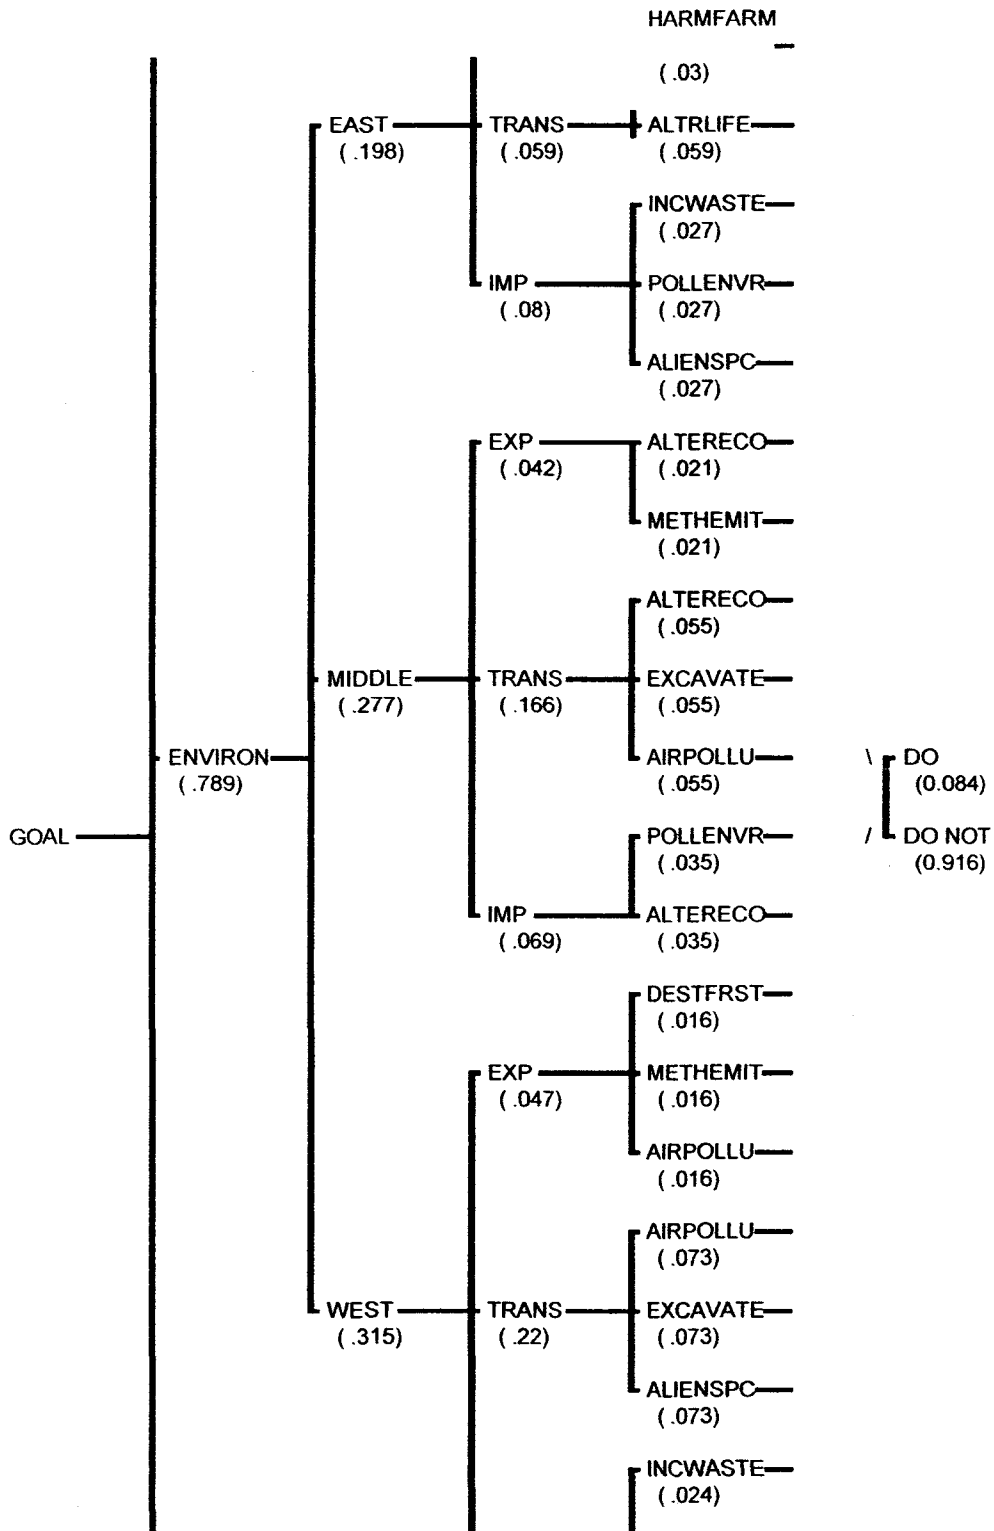 HARMFARM
( .03)
EAST TRANS ALTRLIFE
( .198) ( .059) ( .059)
INCWASTE
( .027)
IMP POLLENVR
( .08) ( .027)
ALIENSPC
( .027)
EXP ALTERECO
( .042) ( .021)
METHEMIT
( .021)
ALTERECO
( .055)
MIDDLE TRANS EXCAVATE
( .277) ( .166) ( .055)
ENVIRON AIRPOLLU \ DO
( .789) ( .055) (0.084)
GOAL POLLENVR / DO NOT
( .035) (0.916)
IMP ALTERECO
( .069) ( .035)
DESTFRST
( .016)
EXP METHEMIT
( .047) ( .016)
AIRPOLLU
( .016)
AIRPOLLU
( .073)
WEST TRANS EXCAVATE
( .315) ( .22) ( .073)
ALIENSPC
( .073)
INCWASTE
( .024)